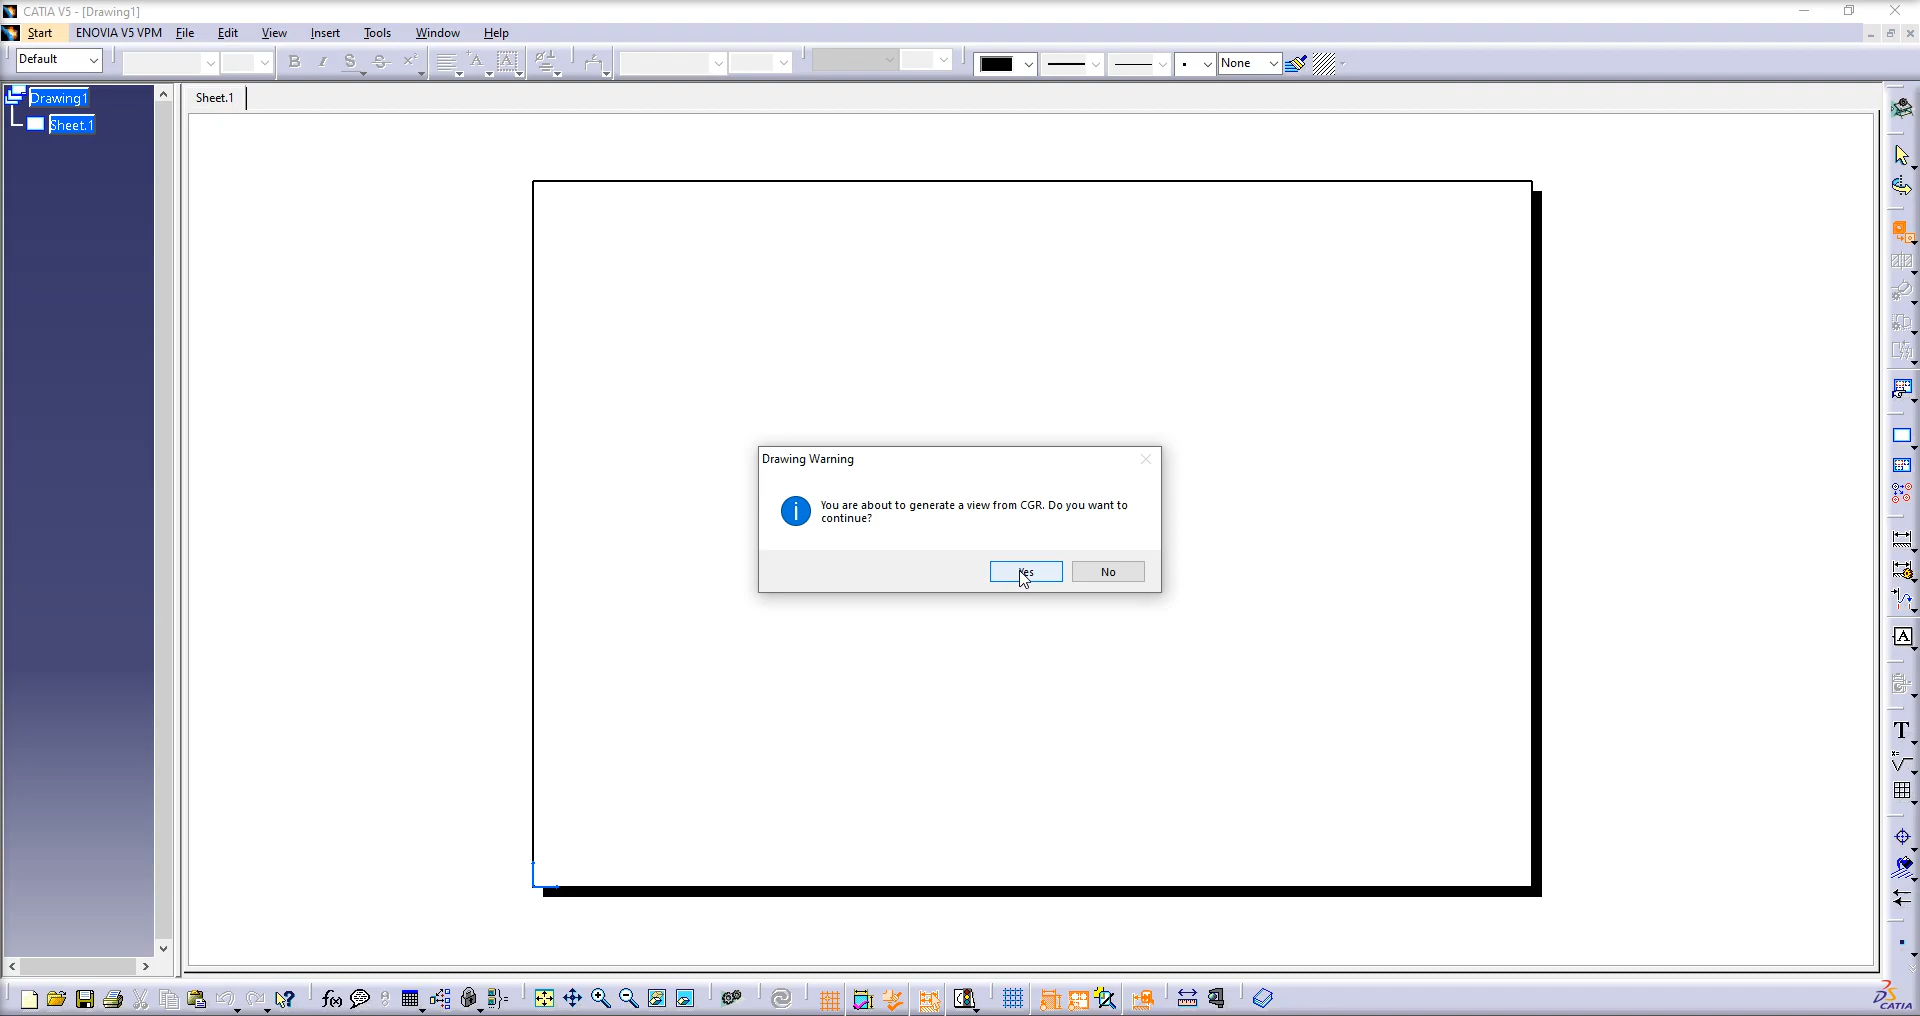 CATIA V5 - [Drawing1]
Start ENOVIA V5 VPM File Edit View Insert Tools Window Help
Default B I S S None
Drawing1
Sheet.1
Sheet.1
Drawing Warning
You are about to generate a view from CGR. Do you want to
continue?
Yes No
A
T
f(x)
CATIA